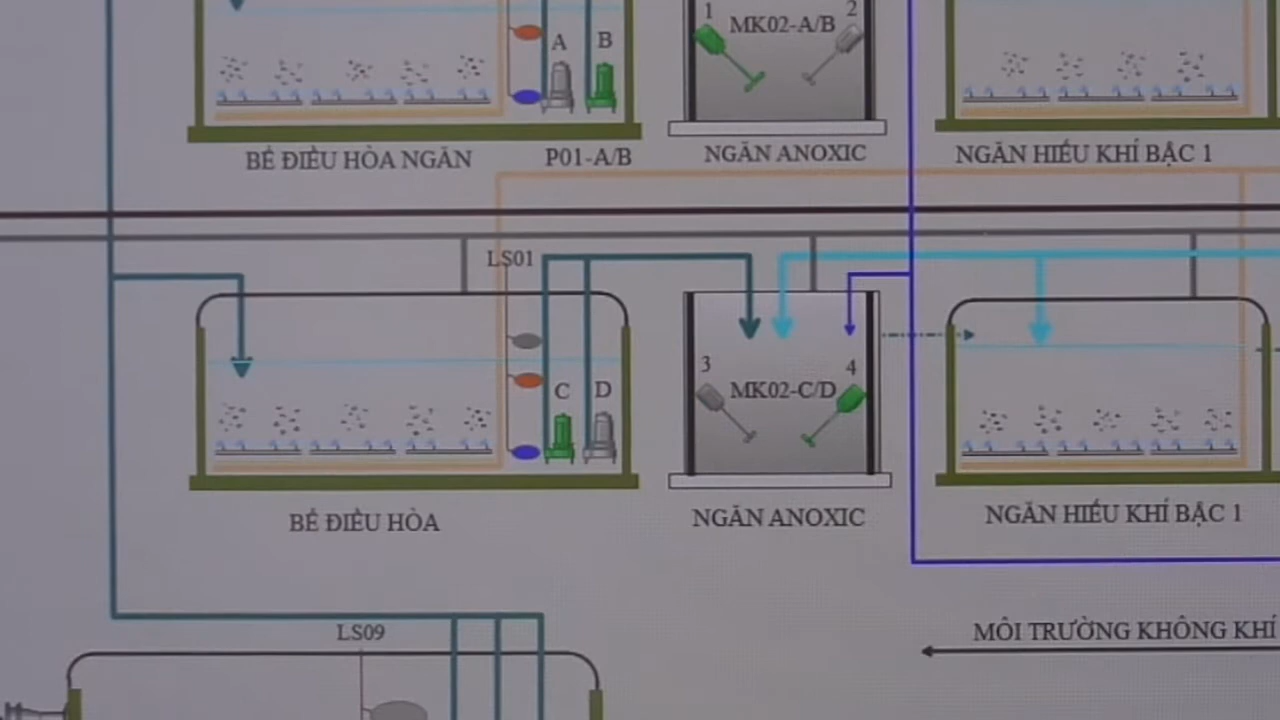 1
MK02-A/B
2
A
B
BỂ ĐIỀU HÒA NGĂN
P01-A/B
NGĂN ANOXIC
NGĂN HIẾU KHÍ BẬC 1
LS01
3
4
C
D
MK02-C/D
BỂ ĐIỀU HÒA
NGĂN ANOXIC
NGĂN HIẾU KHÍ BẬC 1
LS09
MÔI TRƯỜNG KHÔNG KHÍ